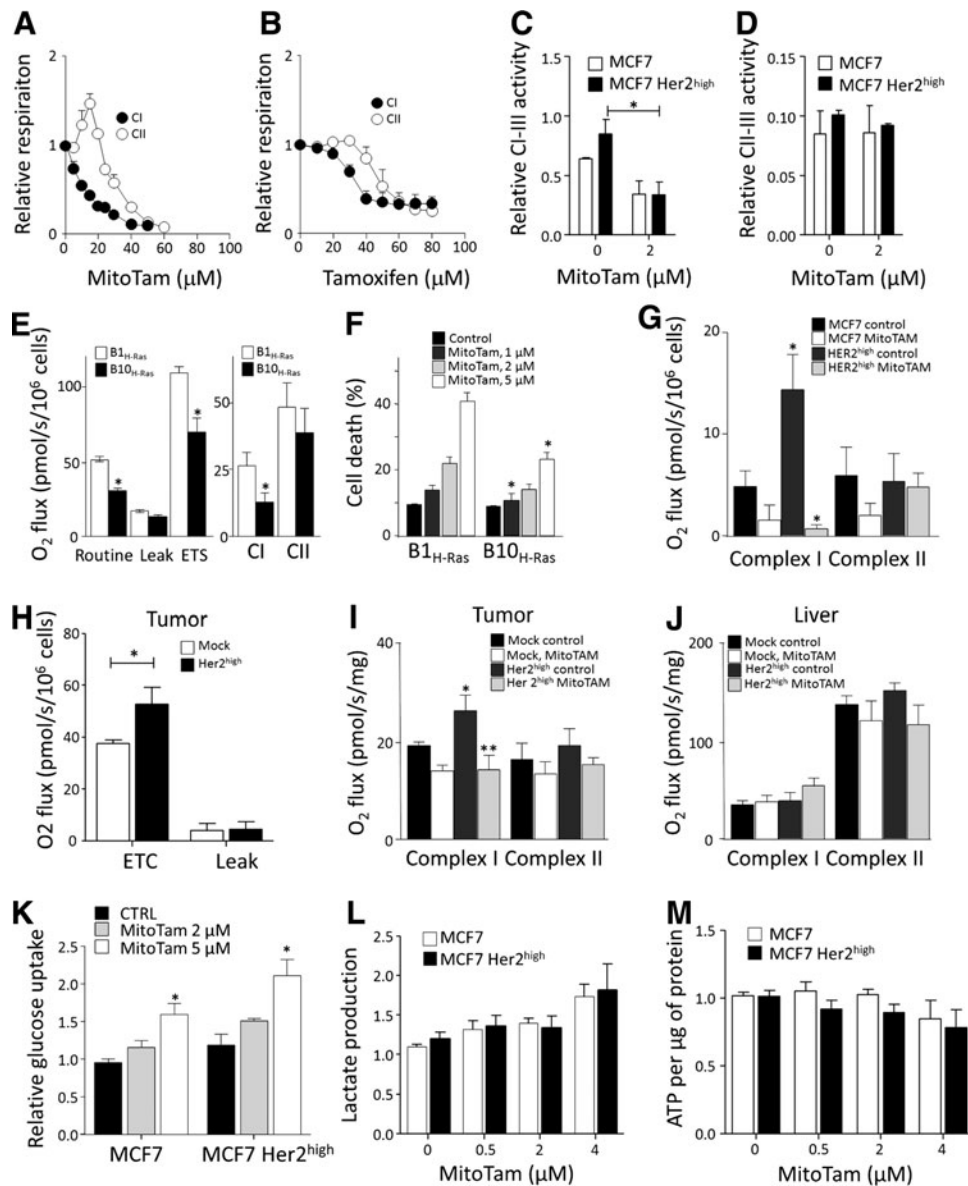 A
Relative respiraiton
2
1
0
CI
CII
0 20 40 60 80 100
MitoTam (µM)
B
Relative respiration
2
1
0
CI
CII
0 20 40 60 80 100
Tamoxifen (µM)
C
Relative CI-III activity
1.5
1.0
0.5
0.0
MCF7
MCF7 Her2high
*
0 2
MitoTam (µM)
D
Relative CII-III activity
0.15
0.10
0.05
0.00
MCF7
MCF7 Her2high
0 2
MitoTam (µM)
E
O2 flux (pmol/s/10⁶ cells)
B1H-Ras
B10H-Ras
100
50
0
* *
Routine Leak ETS
B1H-Ras
B10H-Ras
50
25
0
*
CI CII
F
Cell death (%)
Control
MitoTam, 1 µM
MitoTam, 2 µM
MitoTam, 5 µM
40
20
0
* *
B1H-Ras B10H-Ras
G
O2 flux (pmol/s/10⁶ cells)
MCF7 control
MCF7 MitoTAM
HER2high control
HER2high MitoTAM
20
10
5
0
* *
Complex I Complex II
H
Tumor
O2 flux (pmol/s/10⁶ cells)
80
60
40
20
0
Mock
Her2high
*
ETC Leak
I
Tumor
O2 flux (pmol/s/mg)
40
20
0
Mock control
Mock, MitoTAM
Her2high control
Her 2high MitoTAM
* **
Complex I Complex II
J
Liver
O2 flux (pmol/s/mg)
200
100
0
Mock control
Mock, MitoTAM
Her2high control
Her2high MitoTAM
Complex I Complex II
K
Relative glucose uptake
CTRL
MitoTam 2 µM
MitoTam 5 µM
2.5
2.0
1.5
1.0
0.5
0.0
* *
MCF7 MCF7 Her2high
L
Lactate production
2.5
2.0
1.5
1.0
0.5
0.0
MCF7
MCF7 Her2high
0 0.5 2 4
MitoTam (µM)
M
ATP per µg of protein
1.5
1.0
0.5
0.0
MCF7
MCF7 Her2high
0 0.5 2 4
MitoTam (µM)